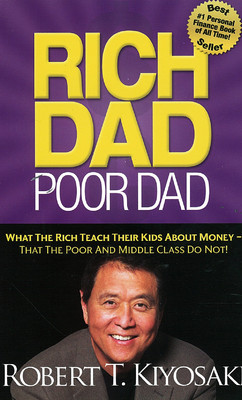 Best
#1 Personal
Finance Book
of All Time!
Seller
RICH
DAD
POOR DAD
WHAT THE RICH TEACH THEIR KIDS ABOUT MONEY –
THAT THE POOR AND MIDDLE CLASS DO NOT!
ROBERT T. KIYOSAKI